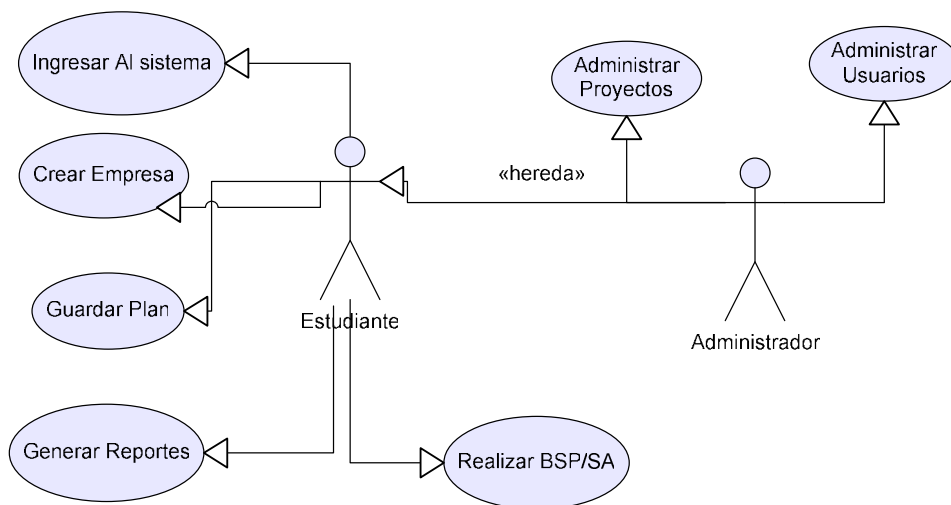 Ingresar Al sistema
Administrar
Proyectos
Administrar
Usuarios
Crear Empresa
«hereda»
Guardar Plan
Estudiante
Administrador
Generar Reportes
Realizar BSP/SA